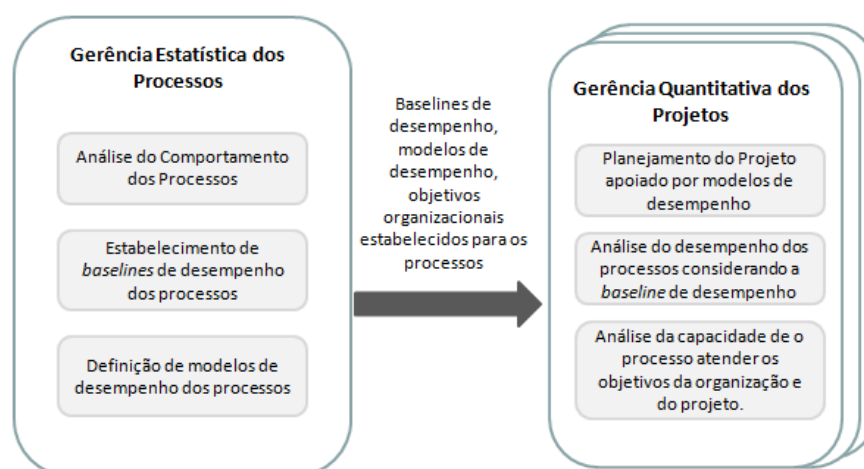 Gerência Estatística dos
Processos
Análise do Comportamento
dos Processos
Estabelecimento de
baselines de desempenho
dos processos
Definição de modelos de
desempenho dos processos
Baselines de
desempenho,
modelos de
desempenho,
objetivos
organizacionais
estabelecidos para os
processos
Gerência Quantitativa dos
Projetos
Planejamento do Projeto
apoiado por modelos de
desempenho
Análise do desempenho dos
processos considerando a
baseline de desempenho
Análise da capacidade de o
processo atender os
objetivos da organização e
do projeto.